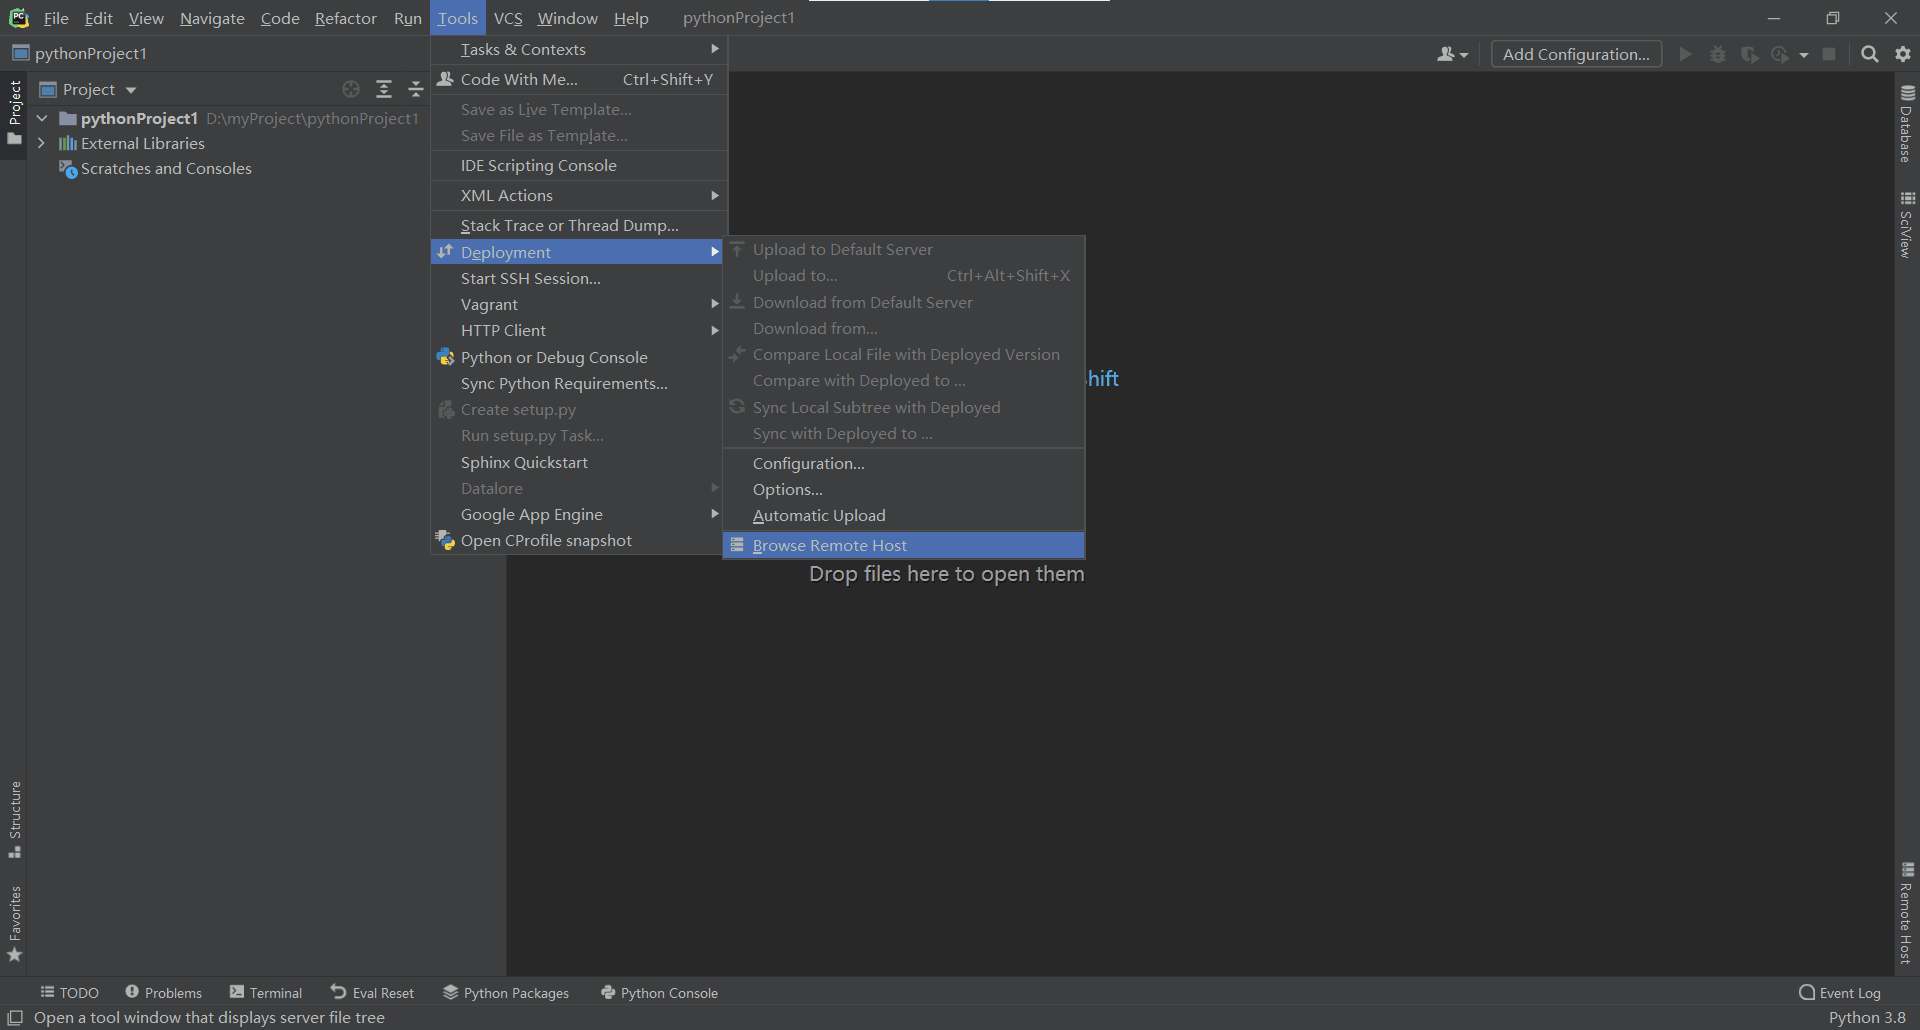 PC File Edit View Navigate Code Refactor Run Tools VCS Window Help pythonProject1
pythonProject1
Add Configuration...
Project
Project
pythonProject1 D:\myProject\pythonProject1
External Libraries
Scratches and Consoles
Tasks & Contexts
Code With Me... Ctrl+Shift+Y
Save as Live Template...
Save File as Template...
IDE Scripting Console
XML Actions
Stack Trace or Thread Dump...
Deployment
Start SSH Session...
Vagrant
HTTP Client
Python or Debug Console
Sync Python Requirements...
Create setup.py
Run setup.py Task...
Sphinx Quickstart
Datalore
Google App Engine
Open CProfile snapshot
Upload to Default Server
Upload to... Ctrl+Alt+Shift+X
Download from Default Server
Download from...
Compare Local File with Deployed Version
Compare with Deployed to ...
Sync Local Subtree with Deployed
Sync with Deployed to ...
Configuration...
Options...
Automatic Upload
Browse Remote Host
hift
Drop files here to open them
Database
SciView
Remote Host
Structure
Favorites
TODO Problems Terminal Eval Reset Python Packages Python Console Event Log
Open a tool window that displays server file tree Python 3.8